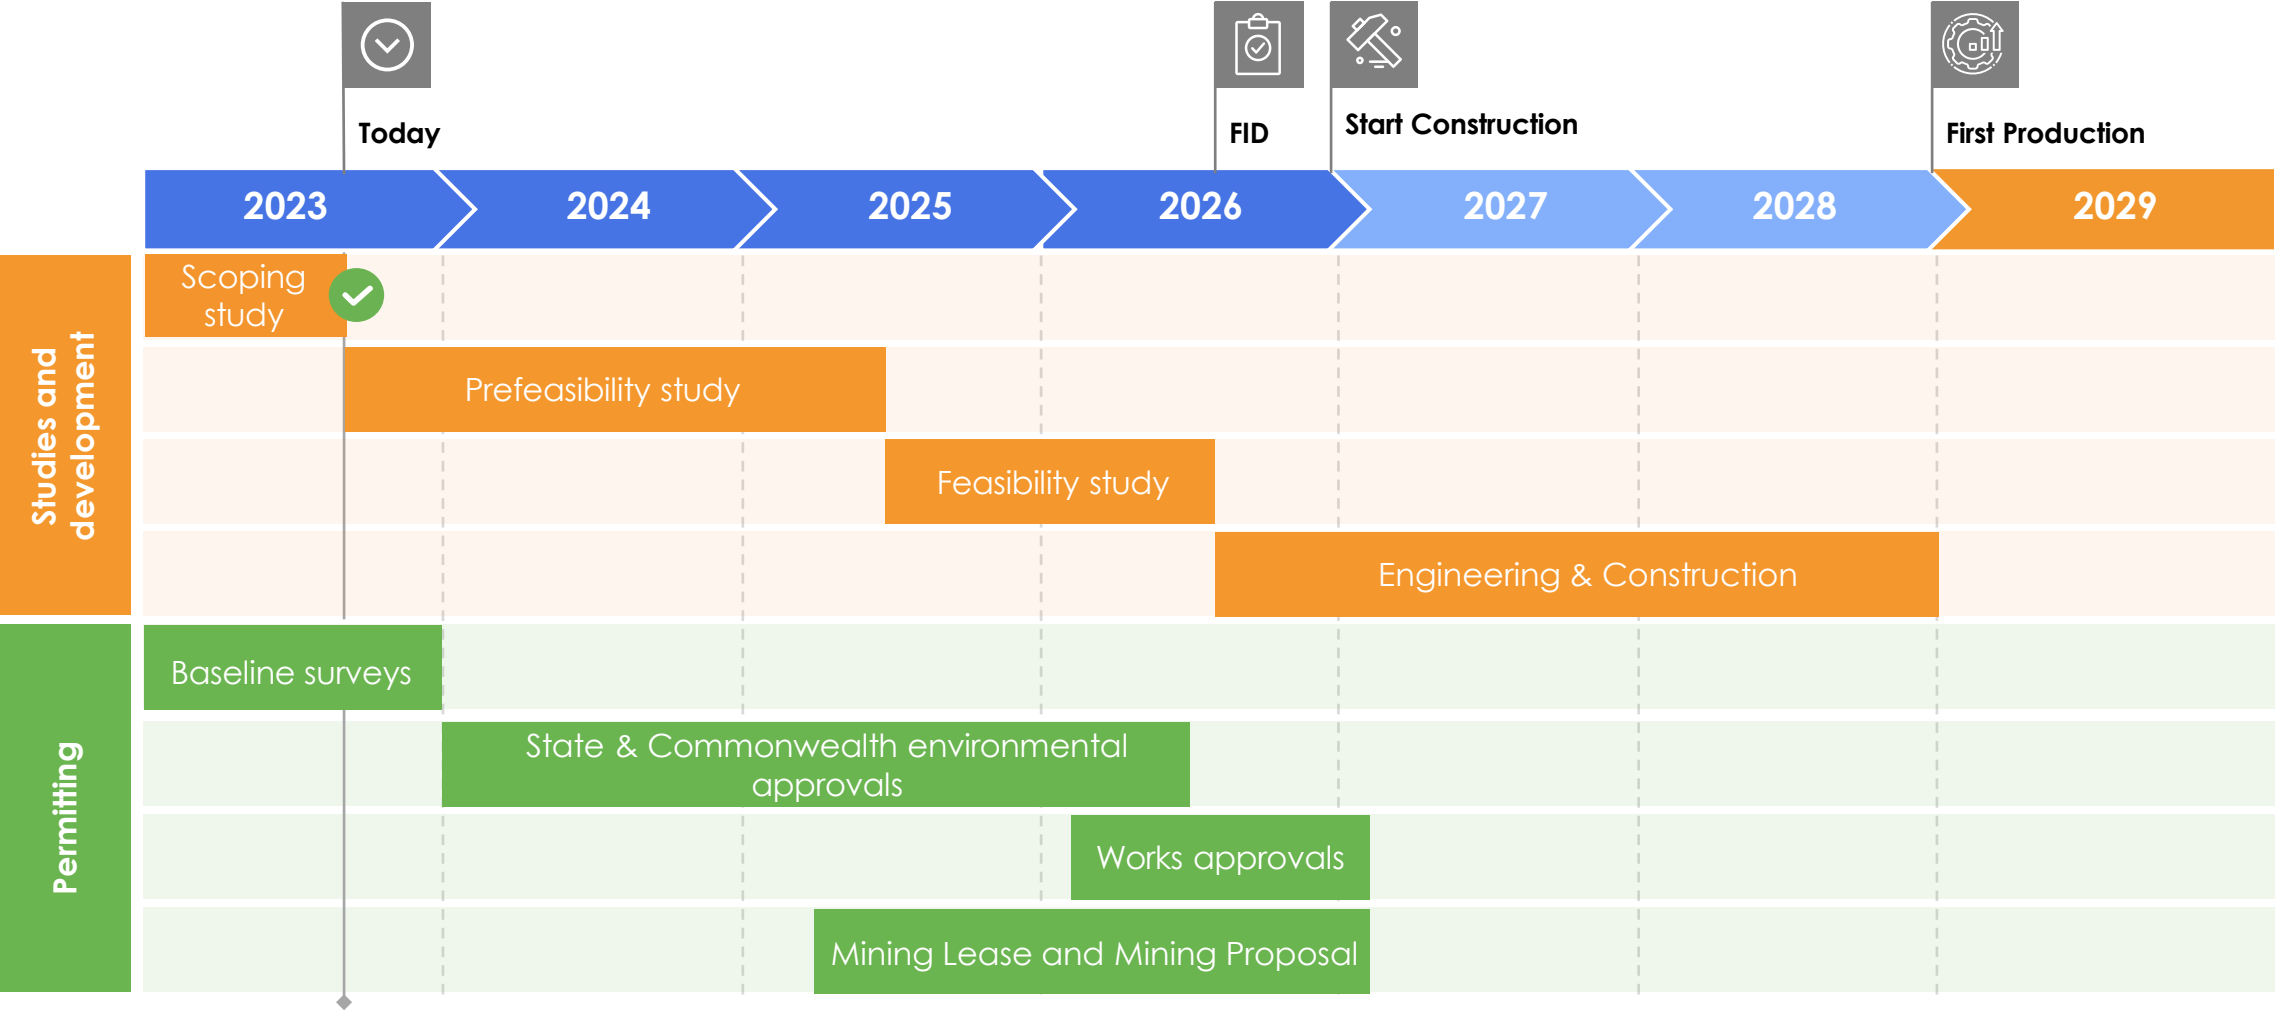 Today
FID
Start Construction
First Production
2023
2024
2025
2026
2027
2028
2029
Studies and
development
Scoping
study
Prefeasibility study
Feasibility study
Engineering & Construction
Permitting
Baseline surveys
State & Commonwealth environmental
approvals
Works approvals
Mining Lease and Mining Proposal